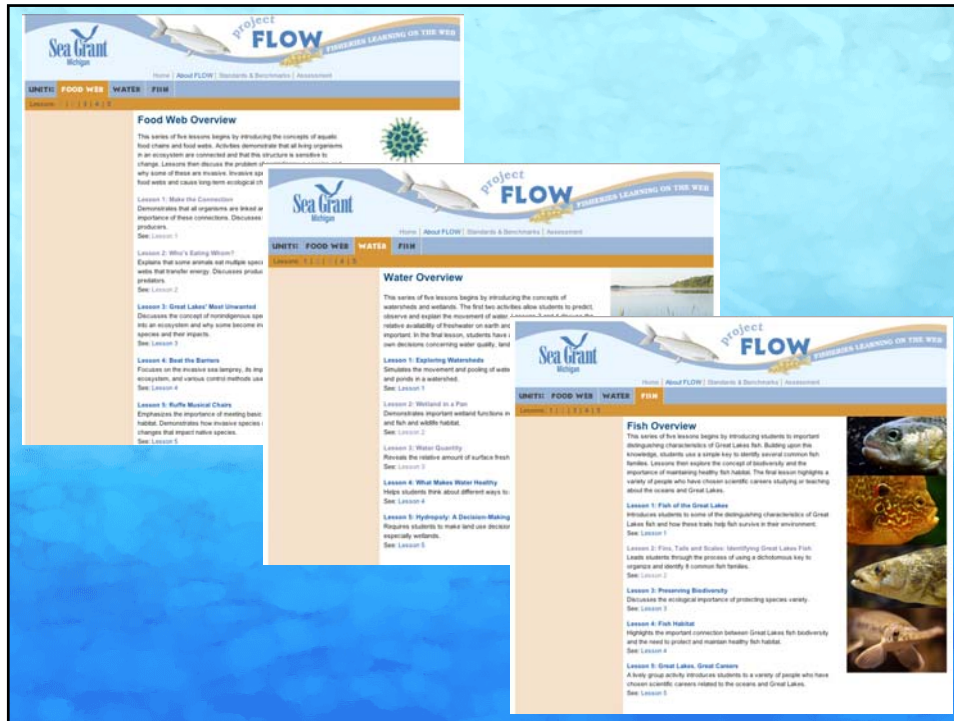 Sea Grant
Michigan
project
FLOW
FISHERIES LEARNING ON THE WEB
Home | About FLOW | Standards & Benchmarks | Assessment
UNITS: FOOD WEB WATER FISH
Lessons: 1 | 2 | 3 | 4 | 5
Food Web Overview
This series of five lessons begins by introducing the concepts of aquatic
food chains and food webs. Activities demonstrate that all living organisms
in an ecosystem are connected and that this structure is sensitive to
change. Lessons then discuss the problem of
why some of these are invasive. Invasive
food webs and cause long-term ecological
Lesson 1: Make the Connection
Demonstrates that all organisms are linked
importance of these connections. Discusses
producers.
See: Lesson 1
Lesson 2: Who's Eating Whom?
Explains that some animals eat multiple
webs that transfer energy. Discusses
predators.
See: Lesson 2
Lesson 3: Great Lakes' Most Unwanted
Discusses the concept of nonindigenous
into an ecosystem and why some become
species and their impacts.
See: Lesson 3
Lesson 4: Beat the Barriers
Focuses on the invasive sea lamprey, its
ecosystem, and various control methods
See: Lesson 4
Lesson 5: Ruffe Musical Chairs
Emphasizes the importance of meeting basic
habitat. Demonstrates how invasive species
changes that impact native species.
See: Lesson 5
Sea Grant
Michigan
project
FLOW
FISHERIES LEARNING ON THE WEB
Home | About FLOW | Standards & Benchmarks | Assessment
UNITS: FOOD WEB WATER FISH
Lessons: 1 | 2 | 3 | 4 | 5
Water Overview
This series of five lessons begins by introducing the concepts of
watersheds and wetlands. The first two activities allow students to predict,
observe and explain the movement of water. Lessons 3 and 4 discuss the
relative availability of freshwater on earth and
important. In the final lesson, students have
own decisions concerning water quality, land
Lesson 1: Exploring Watersheds
Simulates the movement and pooling of
and ponds in a watershed.
See: Lesson 1
Lesson 2: Wetland in a Pan
Demonstrates important wetland functions in
and fish and wildlife habitat.
See: Lesson 2
Lesson 3: Water Quantity
Reveals the relative amount of surface
See: Lesson 3
Lesson 4: What Makes Water Healthy
Helps students think about different ways to
See: Lesson 4
Lesson 5: Hydropoly: A Decision-Making
Requires students to make land use
especially wetlands.
See: Lesson 5
Sea Grant
Michigan
project
FLOW
FISHERIES LEARNING ON THE WEB
Home | About FLOW | Standards & Benchmarks | Assessment
UNITS: FOOD WEB WATER FISH
Lessons: 1 | 2 | 3 | 4 | 5
Fish Overview
This series of five lessons begins by introducing students to important
distinguishing characteristics of Great Lakes fish. Building upon this
knowledge, students use a simple key to identify several common fish
families. Lessons then explore the concept of biodiversity and the
importance of maintaining healthy fish habitat. The final lesson highlights a
variety of people who have chosen scientific careers studying or teaching
about the oceans and Great Lakes.
Lesson 1: Fish of the Great Lakes
Introduces students to some of the distinguishing characteristics of Great
Lakes fish and how these traits help fish survive in their environment.
See: Lesson 1
Lesson 2: Fins, Tails and Scales: Identifying Great Lakes Fish
Leads students through the process of using a dichotomous key to
organize and identify 8 common fish families.
See: Lesson 2
Lesson 3: Preserving Biodiversity
Discusses the ecological importance of protecting species variety.
See: Lesson 3
Lesson 4: Fish Habitat
Highlights the important connection between Great Lakes fish biodiversity
and the need to protect and maintain healthy fish habitat.
See: Lesson 4
Lesson 5: Great Lakes, Great Careers
A lively group activity introduces students to a variety of people who have
chosen scientific careers related to the oceans and Great Lakes.
See: Lesson 5